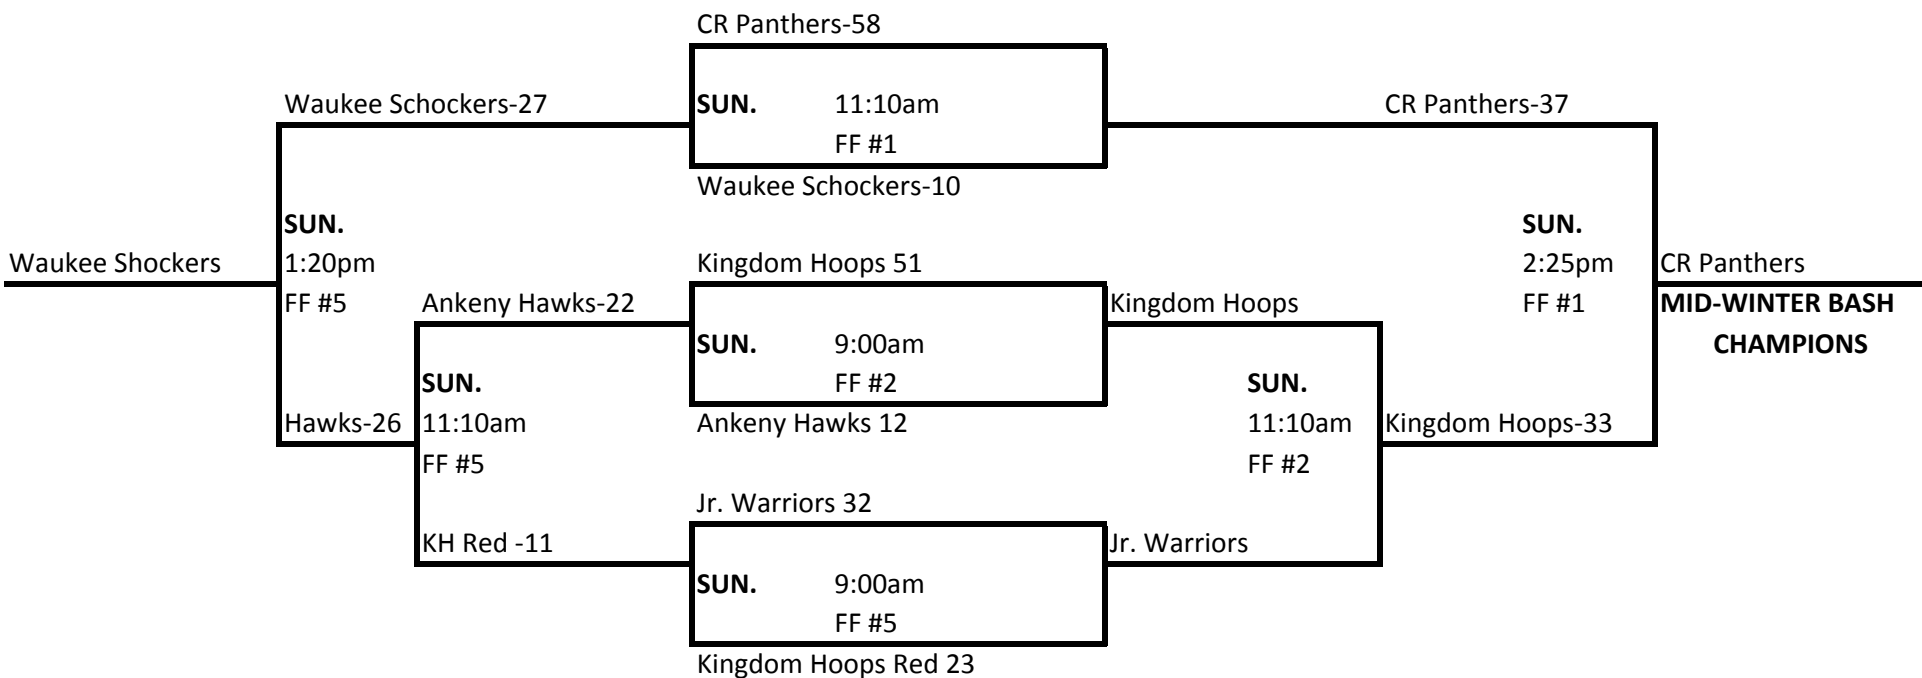 CR Panthers-58
Waukee Schockers-27
SUN. 11:10am
CR Panthers-37
FF #1
Waukee Schockers-10
SUN.
SUN.
Waukee Shockers
1:20pm
Kingdom Hoops 51
2:25pm
CR Panthers
FF #5
Ankeny Hawks-22
Kingdom Hoops
FF #1
MID-WINTER BASH
SUN. 9:00am
CHAMPIONS
SUN.
FF #2
SUN.
Hawks-26
11:10am
Ankeny Hawks 12
11:10am
Kingdom Hoops-33
FF #5
FF #2
Jr. Warriors 32
KH Red -11
Jr. Warriors
SUN. 9:00am
FF #5
Kingdom Hoops Red 23